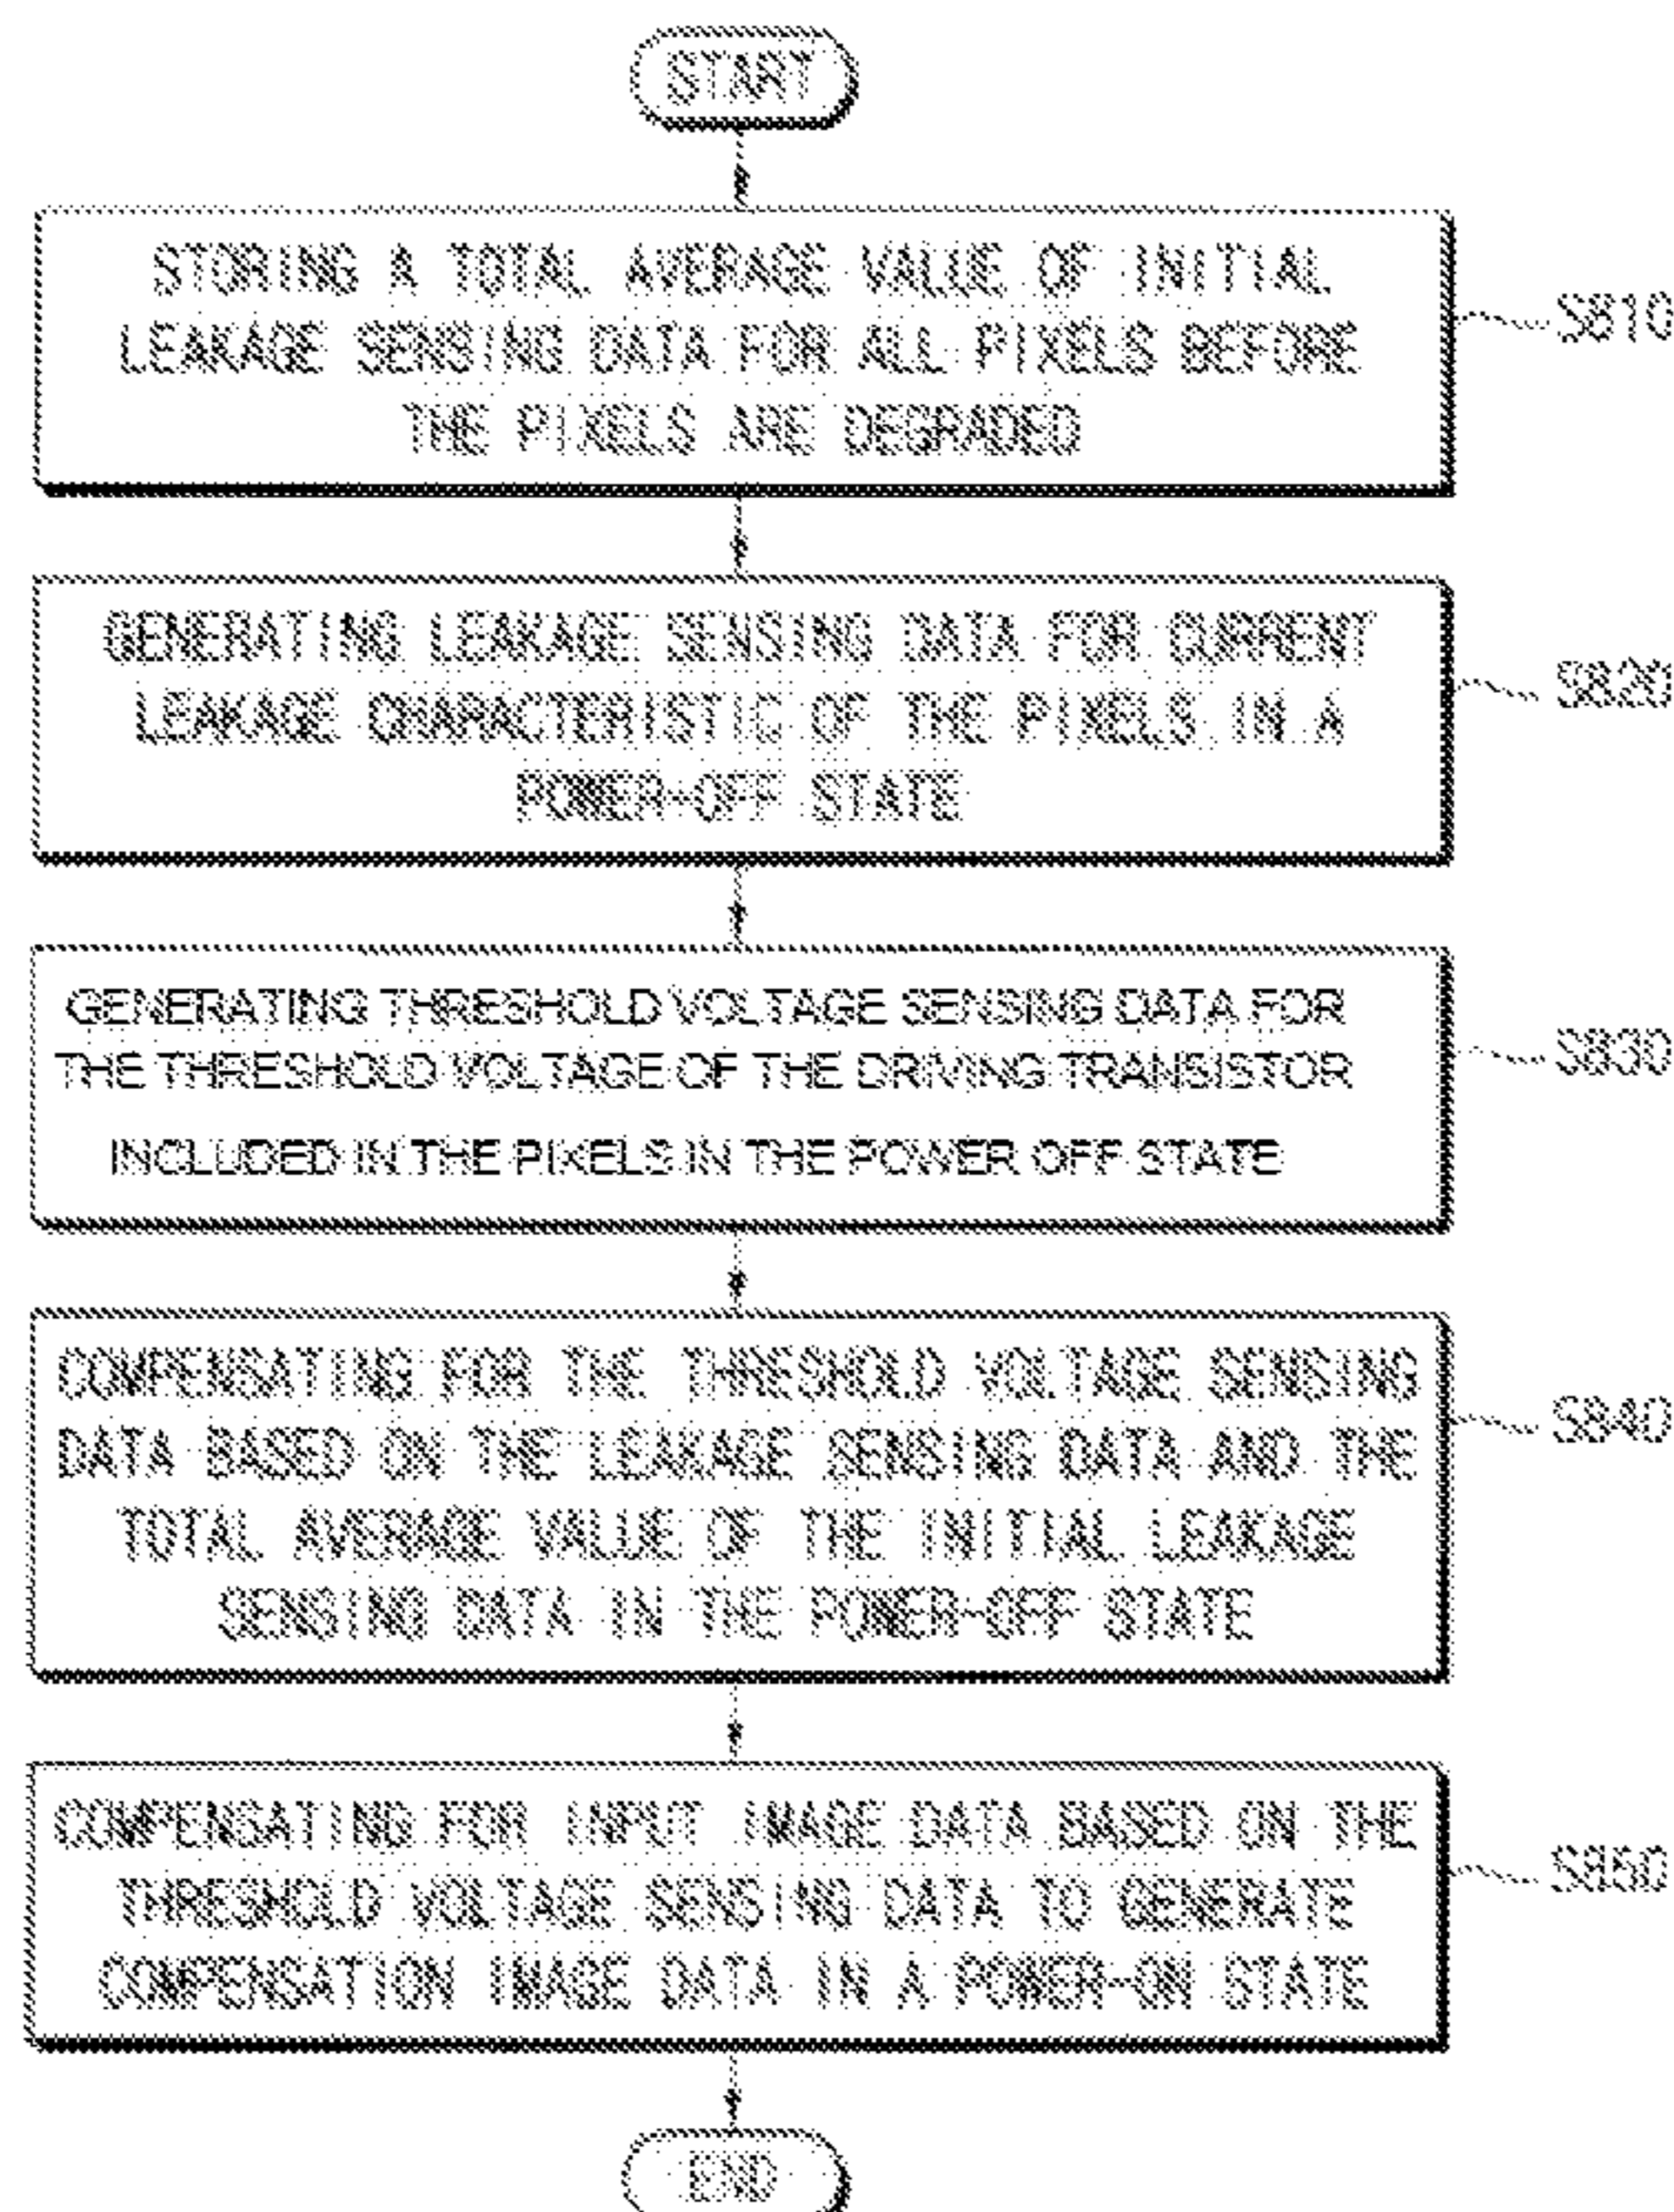 START
STORING A TOTAL AVERAGE VALUE OF INITIAL
LEAKAGE SENSING DATA FOR ALL PIXELS BEFORE
THE PIXELS ARE DEGRADED
S810
GENERATING LEAKAGE SENSING DATA FOR CURRENT
LEAKAGE CHARACTERISTIC OF THE PIXELS IN A
POWER-OFF STATE
S820
GENERATING THRESHOLD VOLTAGE SENSING DATA FOR
THE THRESHOLD VOLTAGE OF THE DRIVING TRANSISTOR
INCLUDED IN THE PIXELS IN THE POWER OFF STATE
S830
COMPENSATING FOR THE THRESHOLD VOLTAGE SENSING
DATA BASED ON THE LEAKAGE SENSING DATA AND THE
TOTAL AVERAGE VALUE OF THE INITIAL LEAKAGE
SENSING DATA IN THE POWER-OFF STATE
S840
COMPENSATING FOR INPUT IMAGE DATA BASED ON THE
THRESHOLD VOLTAGE SENSING DATA TO GENERATE
COMPENSATION IMAGE DATA IN A POWER-ON STATE
S850
END